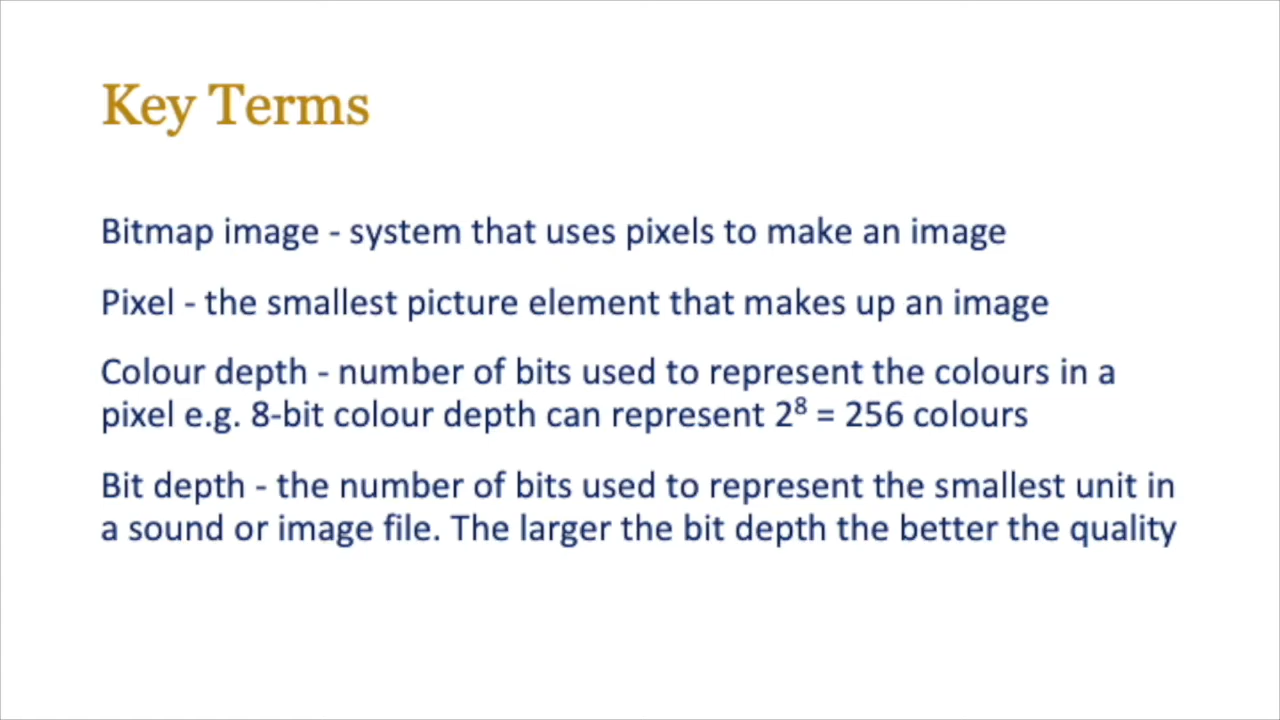 Key Terms
Bitmap image - system that uses pixels to make an image
Pixel - the smallest picture element that makes up an image
Colour depth - number of bits used to represent the colours in a
pixel e.g. 8-bit colour depth can represent 2⁸ = 256 colours
Bit depth - the number of bits used to represent the smallest unit in
a sound or image file. The larger the bit depth the better the quality